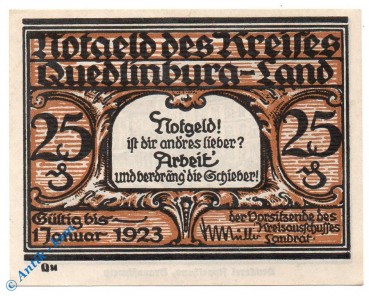 Notgeld des Kreises
Quedlinburg-Land
25
25
Notgeld!
ist dir andres lieber?
Arbeit
und verdräng die Schieber!
Gültig bis
1 Januar 1923
der Vorsitzende des
Kreisausschusses
Müller
Landrat